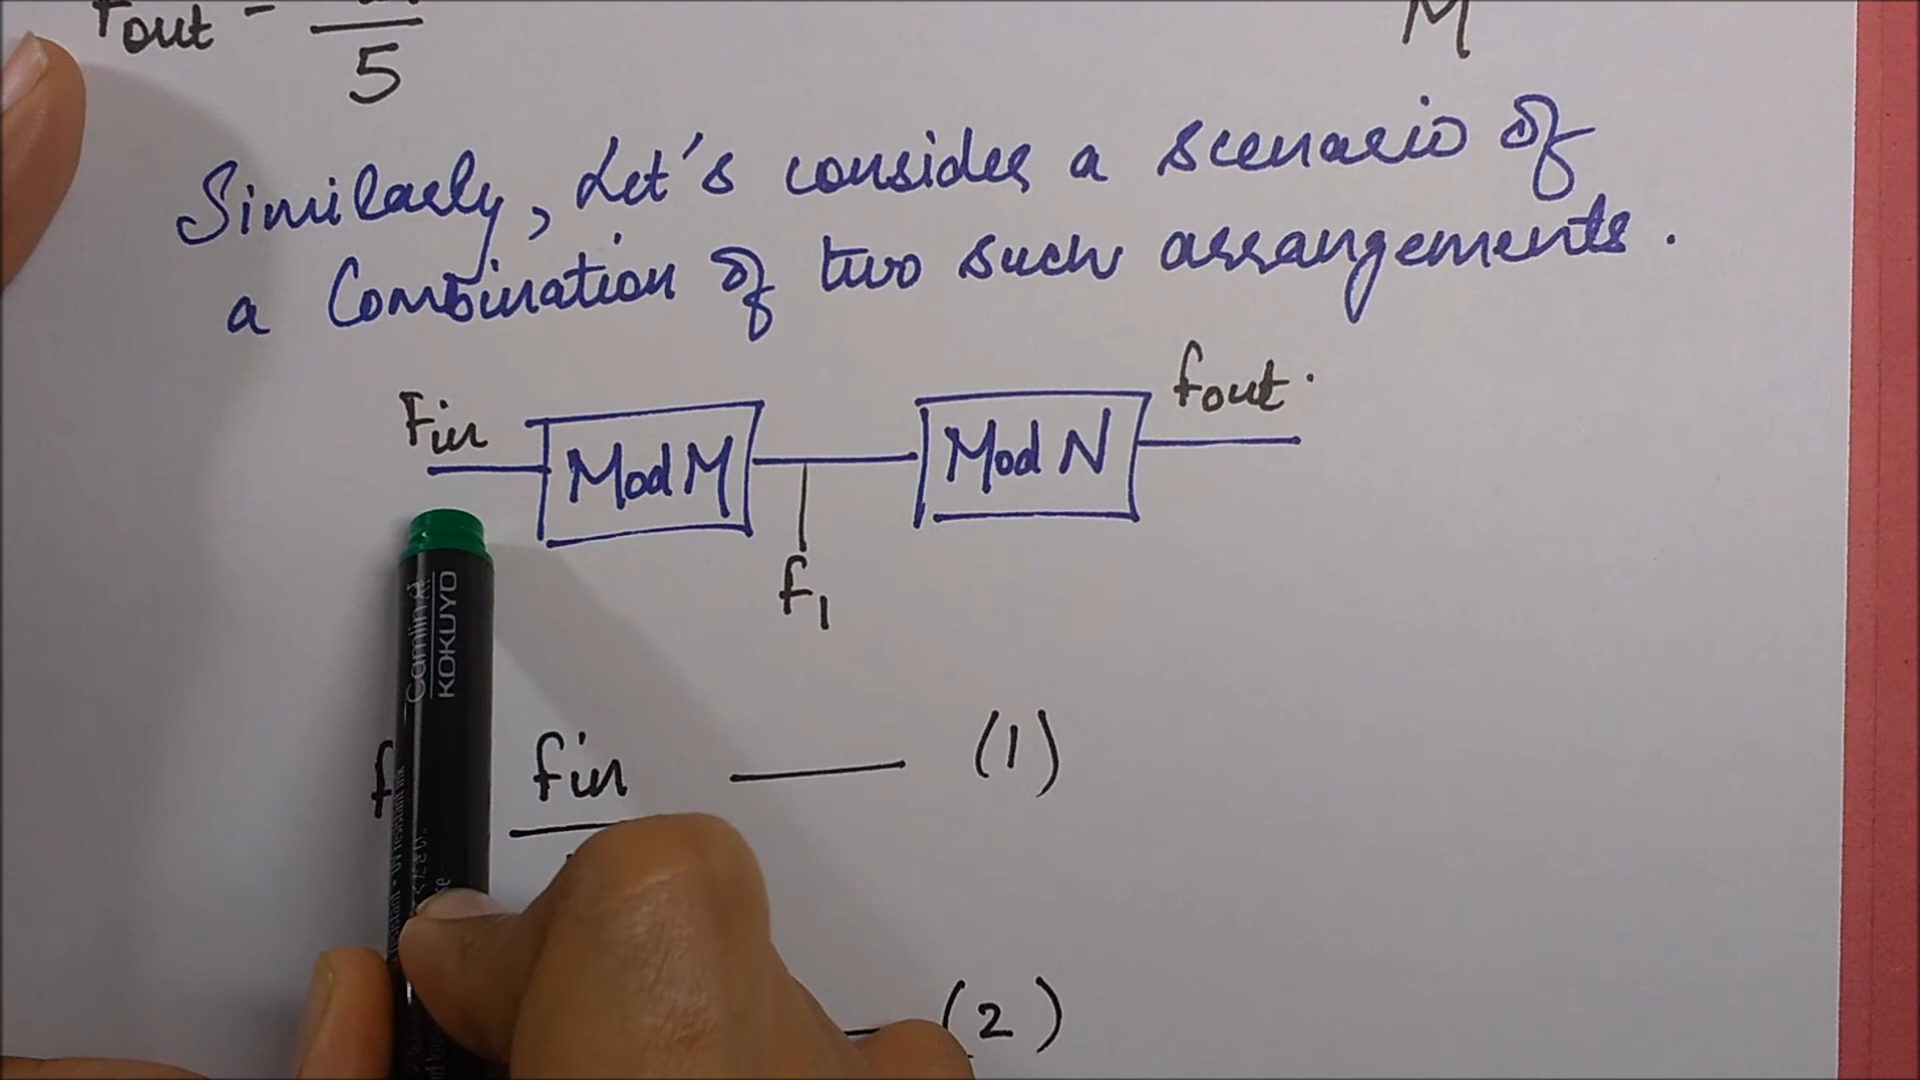 Fout = 
5
M
Similarly, Let's consider a scenario of
a Combination of two such arrangements.
Fin Mod M Mod N fout.
f1
Camlin
KOKUYO
f fin (1)
(2)